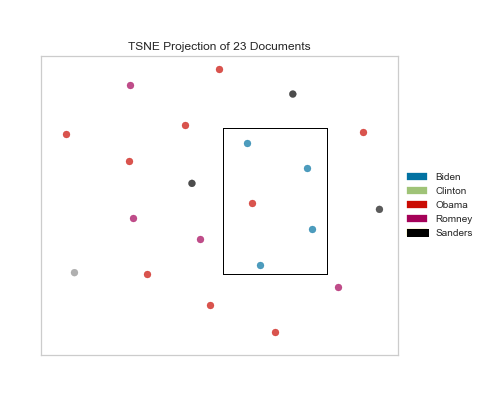 TSNE Projection of 23 Documents
Biden
Clinton
Obama
Romney
Sanders